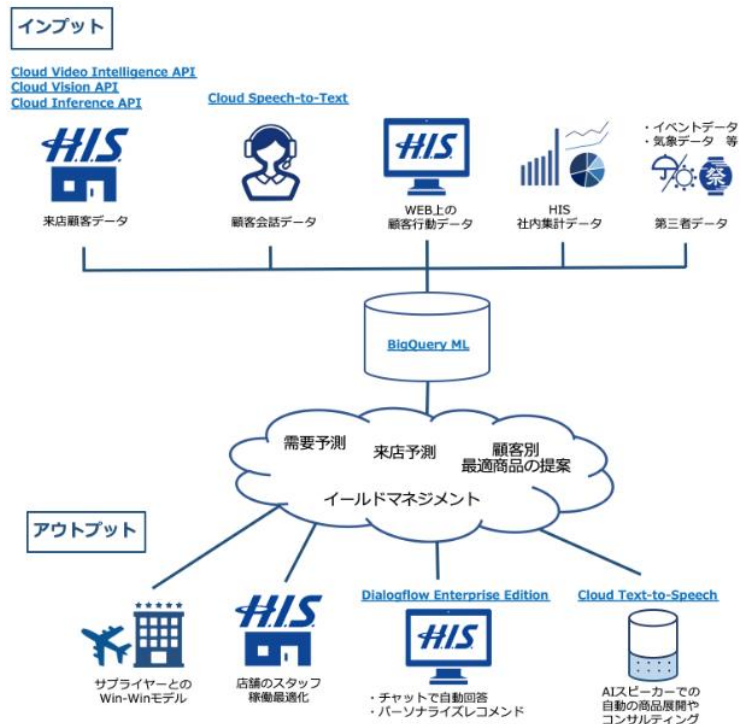 インプット
Cloud Video Intelligence API
Cloud Vision API
Cloud Inference API
Cloud Speech-to-Text
H.I.S.
来店顧客データ
顧客会話データ
H.I.S.
WEB上の
顧客行動データ
HIS
社内集計データ
・イベントデータ
・気象データ 等
祭
第三者データ
BigQuery ML
需要予測
来店予測
顧客別
最適商品の提案
イールドマネジメント
アウトプット
サプライヤーとの
Win-Winモデル
H.I.S.
店舗のスタッフ
稼働最適化
Dialogflow Enterprise Edition
H.I.S.
・チャットで自動回答
・パーソナライズレコメンド
Cloud Text-to-Speech
AIスピーカーでの
自動の商品展開や
コンサルティング